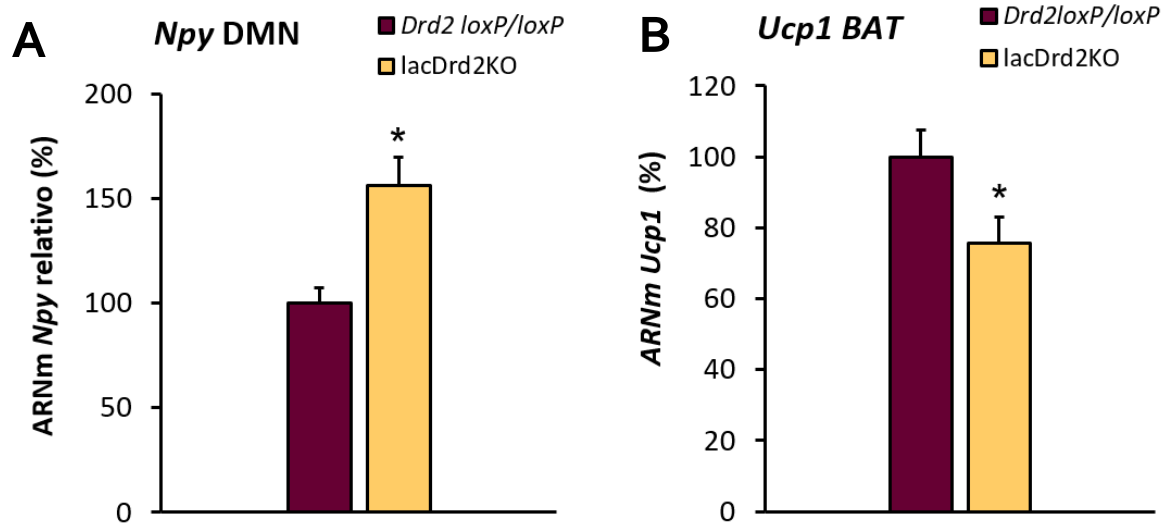 A
Npy DMN
Drd2 loxP/loxP
lacDrd2KO
ARNm Npy relativo (%)
200
150
100
50
0
*
B
Ucp1 BAT
Drd2loxP/loxP
lacDrd2KO
ARNm Ucp1 (%)
120
100
80
60
40
20
0
*